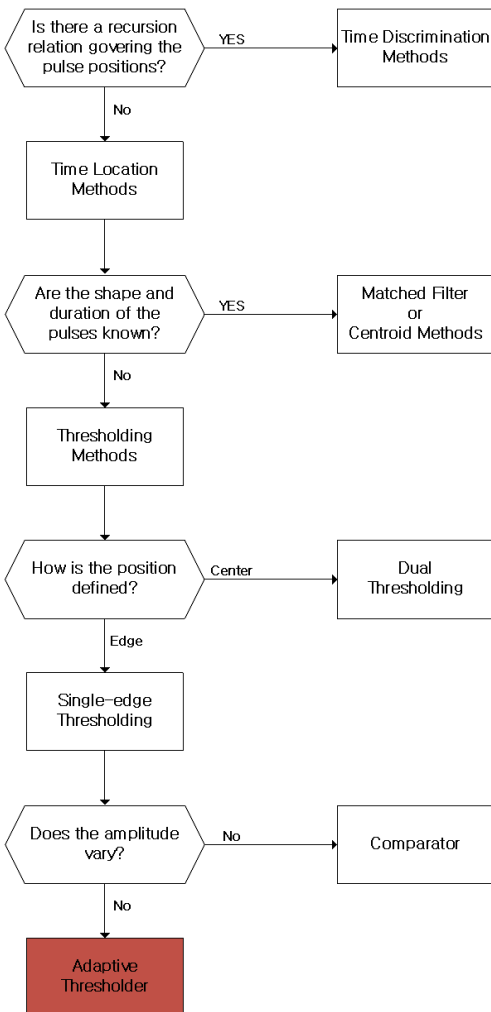 Is there a recursion
relation govering the
pulse positions?
YES
Time Discrimination
Methods
No
Time Location
Methods
Are the shape and
duration of the
pulses known?
YES
Matched Filter
or
Centroid Methods
No
Thresholding
Methods
How is the position
defined?
Center
Dual
Thresholding
Edge
Single-edge
Thresholding
Does the amplitude
vary?
No
Comparator
No
Adaptive
Thresholder